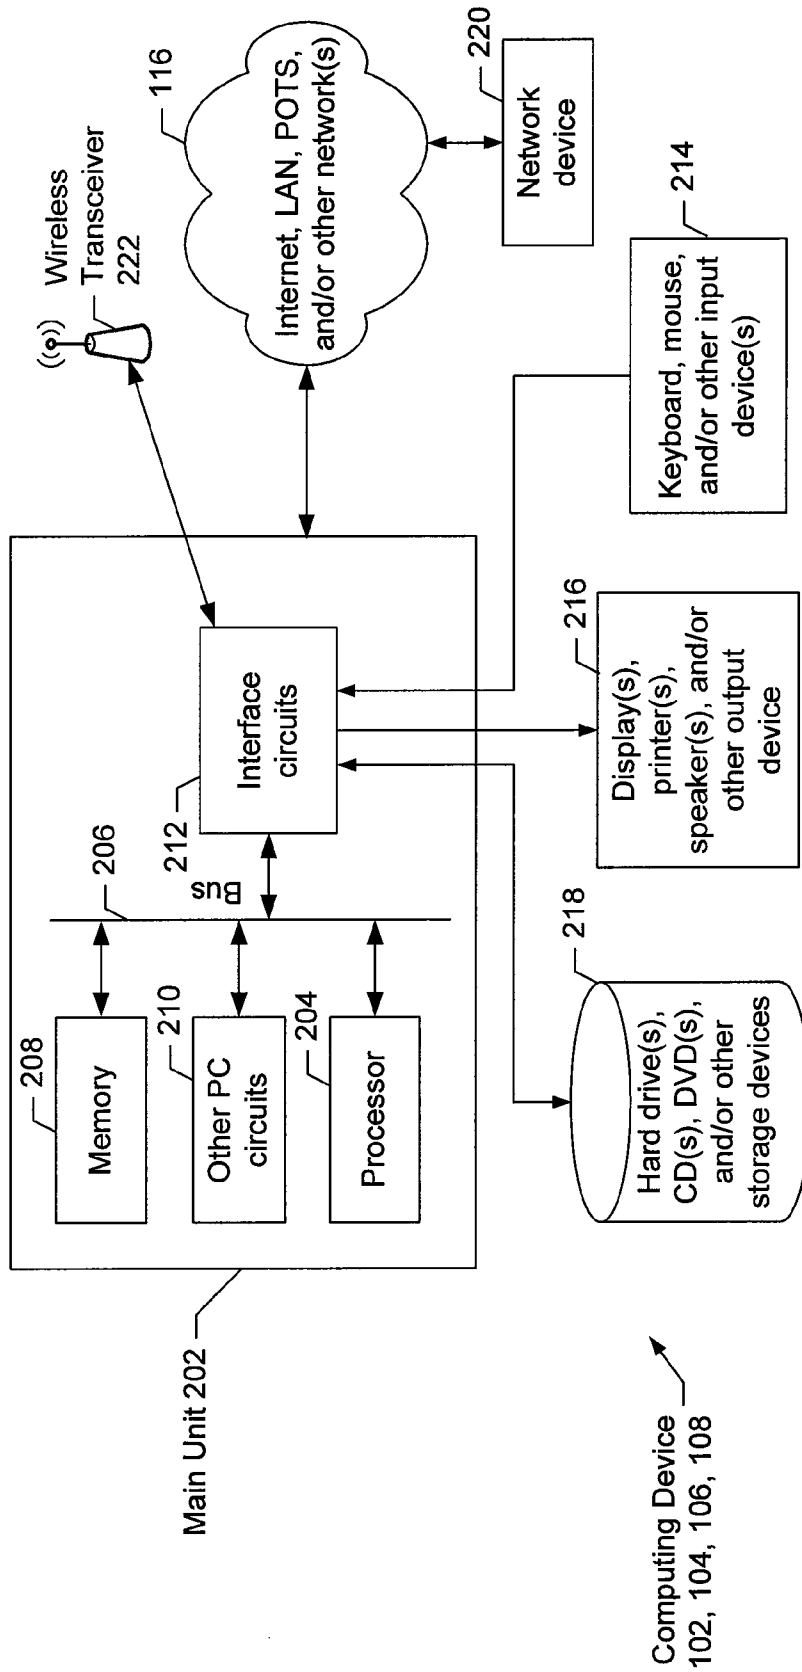 Main Unit 202
208
Memory
210
Other PC
circuits
204
Processor
206
Bus
212
Interface
circuits
Wireless
Transceiver
222
116
Internet, LAN, POTS,
and/or other network(s)
220
Network
device
218
Hard drive(s),
CD(s), DVD(s),
and/or other
storage devices
216
Display(s),
printer(s),
speaker(s), and/or
other output
device
214
Keyboard, mouse,
and/or other input
device(s)
Computing Device
102, 104, 106, 108